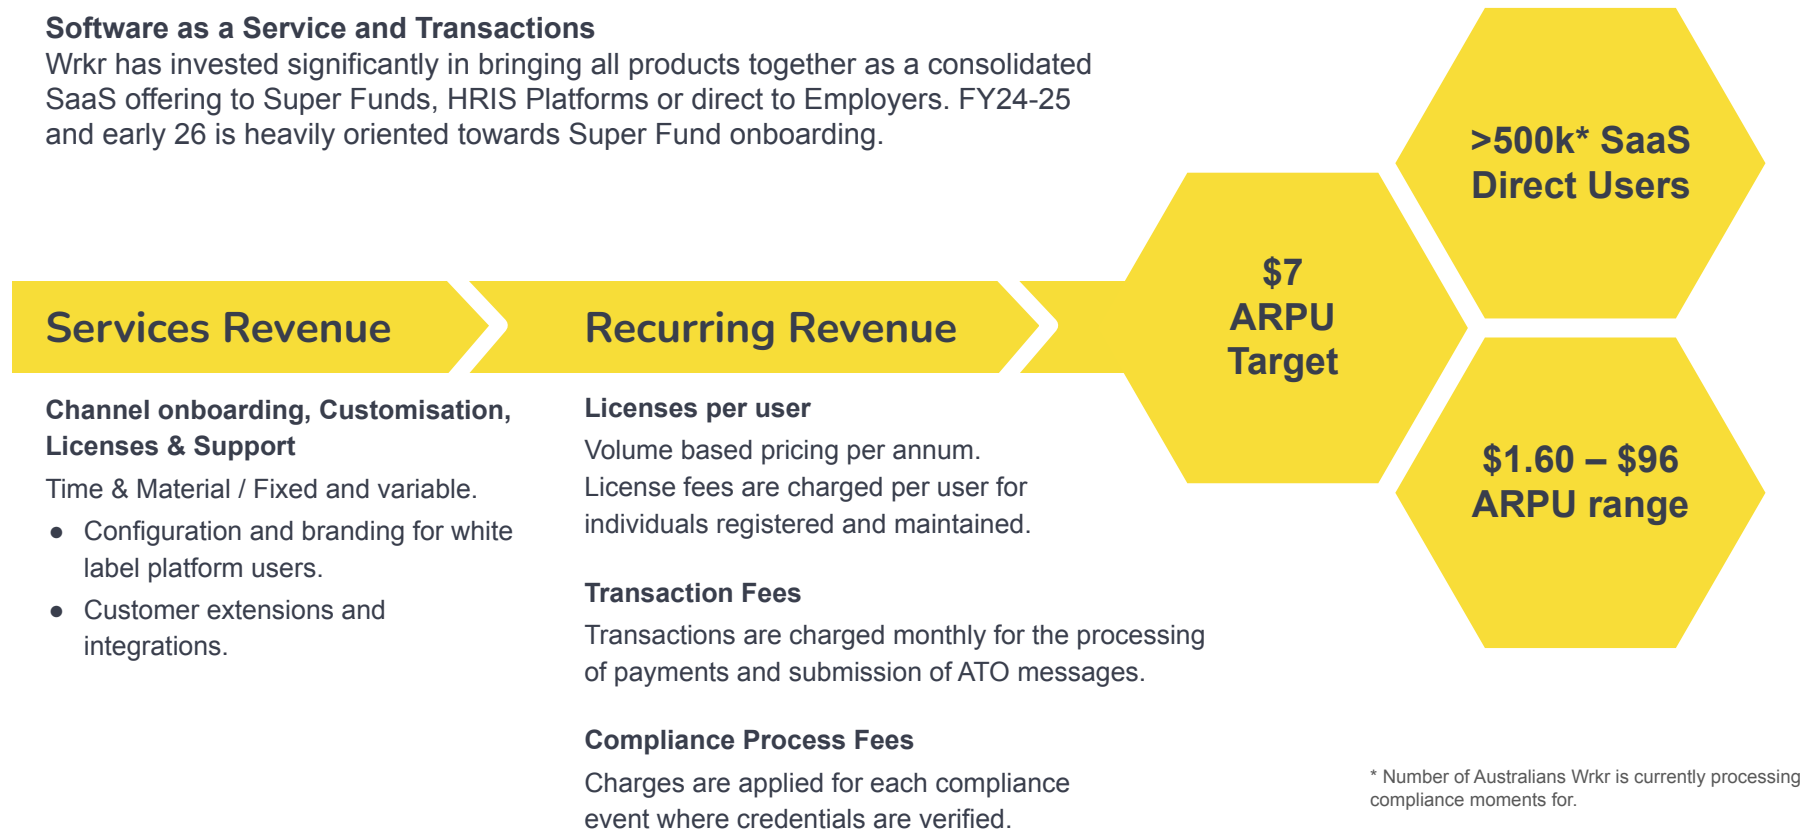 Software as a Service and Transactions
Wrkr has invested significantly in bringing all products together as a consolidated
SaaS offering to Super Funds, HRIS Platforms or direct to Employers. FY24-25
and early 26 is heavily oriented towards Super Fund onboarding.
>500k* SaaS
Direct Users
$7
ARPU
Target
$1.60 – $96
ARPU range
Services Revenue
Channel onboarding, Customisation,
Licenses & Support
Time & Material / Fixed and variable.
● Configuration and branding for white
label platform users.
● Customer extensions and
integrations.
Recurring Revenue
Licenses per user
Volume based pricing per annum.
License fees are charged per user for
individuals registered and maintained.
Transaction Fees
Transactions are charged monthly for the processing
of payments and submission of ATO messages.
Compliance Process Fees
Charges are applied for each compliance
event where credentials are verified.
* Number of Australians Wrkr is currently processing
compliance moments for.